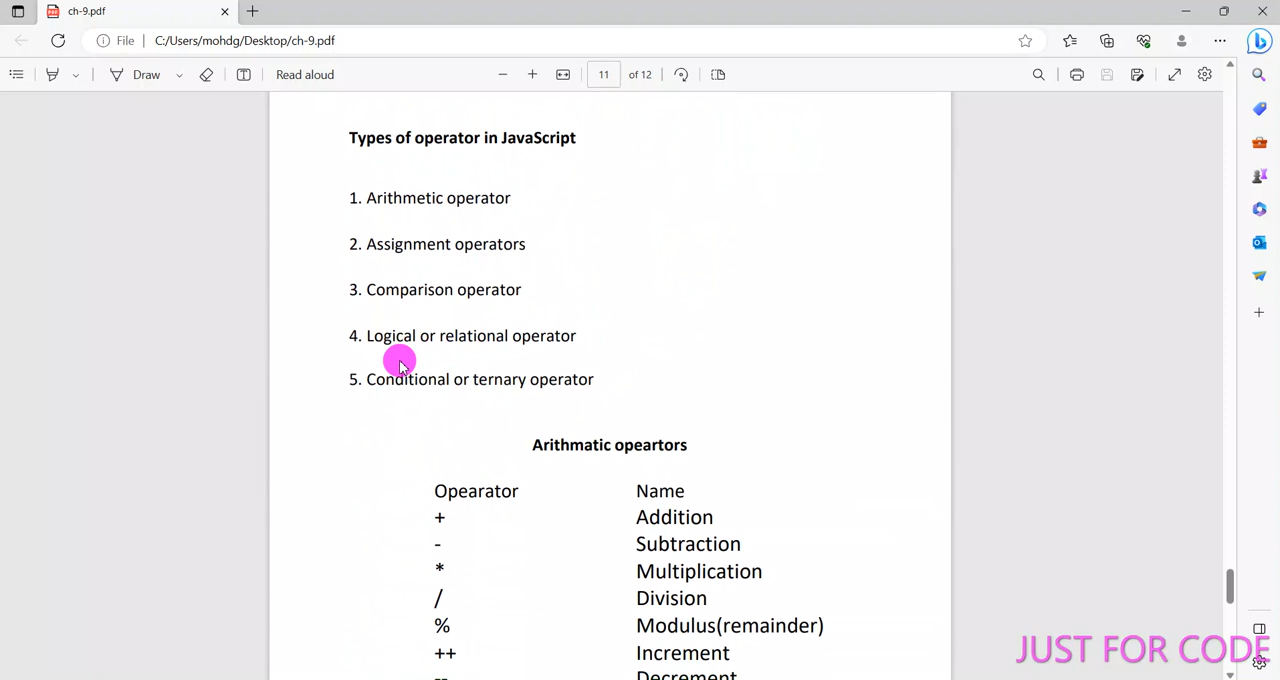 ch-9.pdf
File C:/Users/mohdg/Desktop/ch-9.pdf
Draw Read aloud 11 of 12
Types of operator in JavaScript
1. Arithmetic operator
2. Assignment operators
3. Comparison operator
4. Logical or relational operator
5. Conditional or ternary operator
Arithmatic opeartors
Opearator Name
+ Addition
- Subtraction
* Multiplication
/ Division
% Modulus(remainder)
++ Increment
-- Decrement
JUST FOR CODE